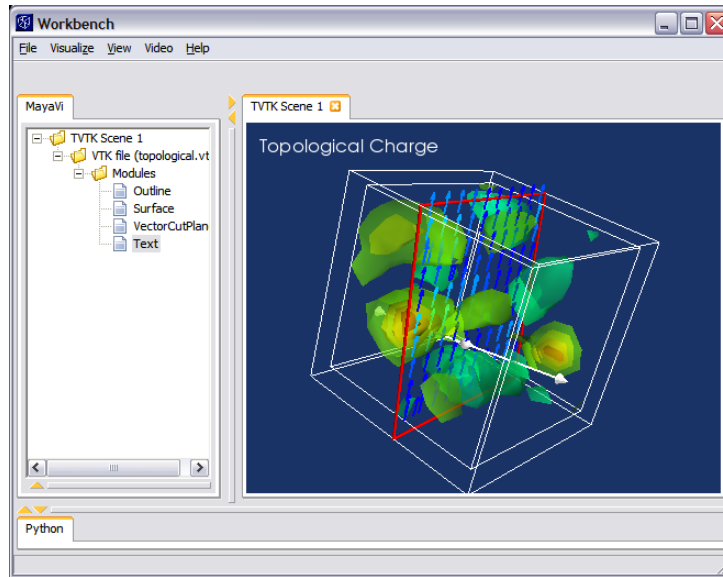 Workbench
File Visualize View Video Help
MayaVi
TVTK Scene 1
TVTK Scene 1
VTK file (topological.vt
Modules
Outline
Surface
VectorCutPlan
Text
Topological Charge
Python